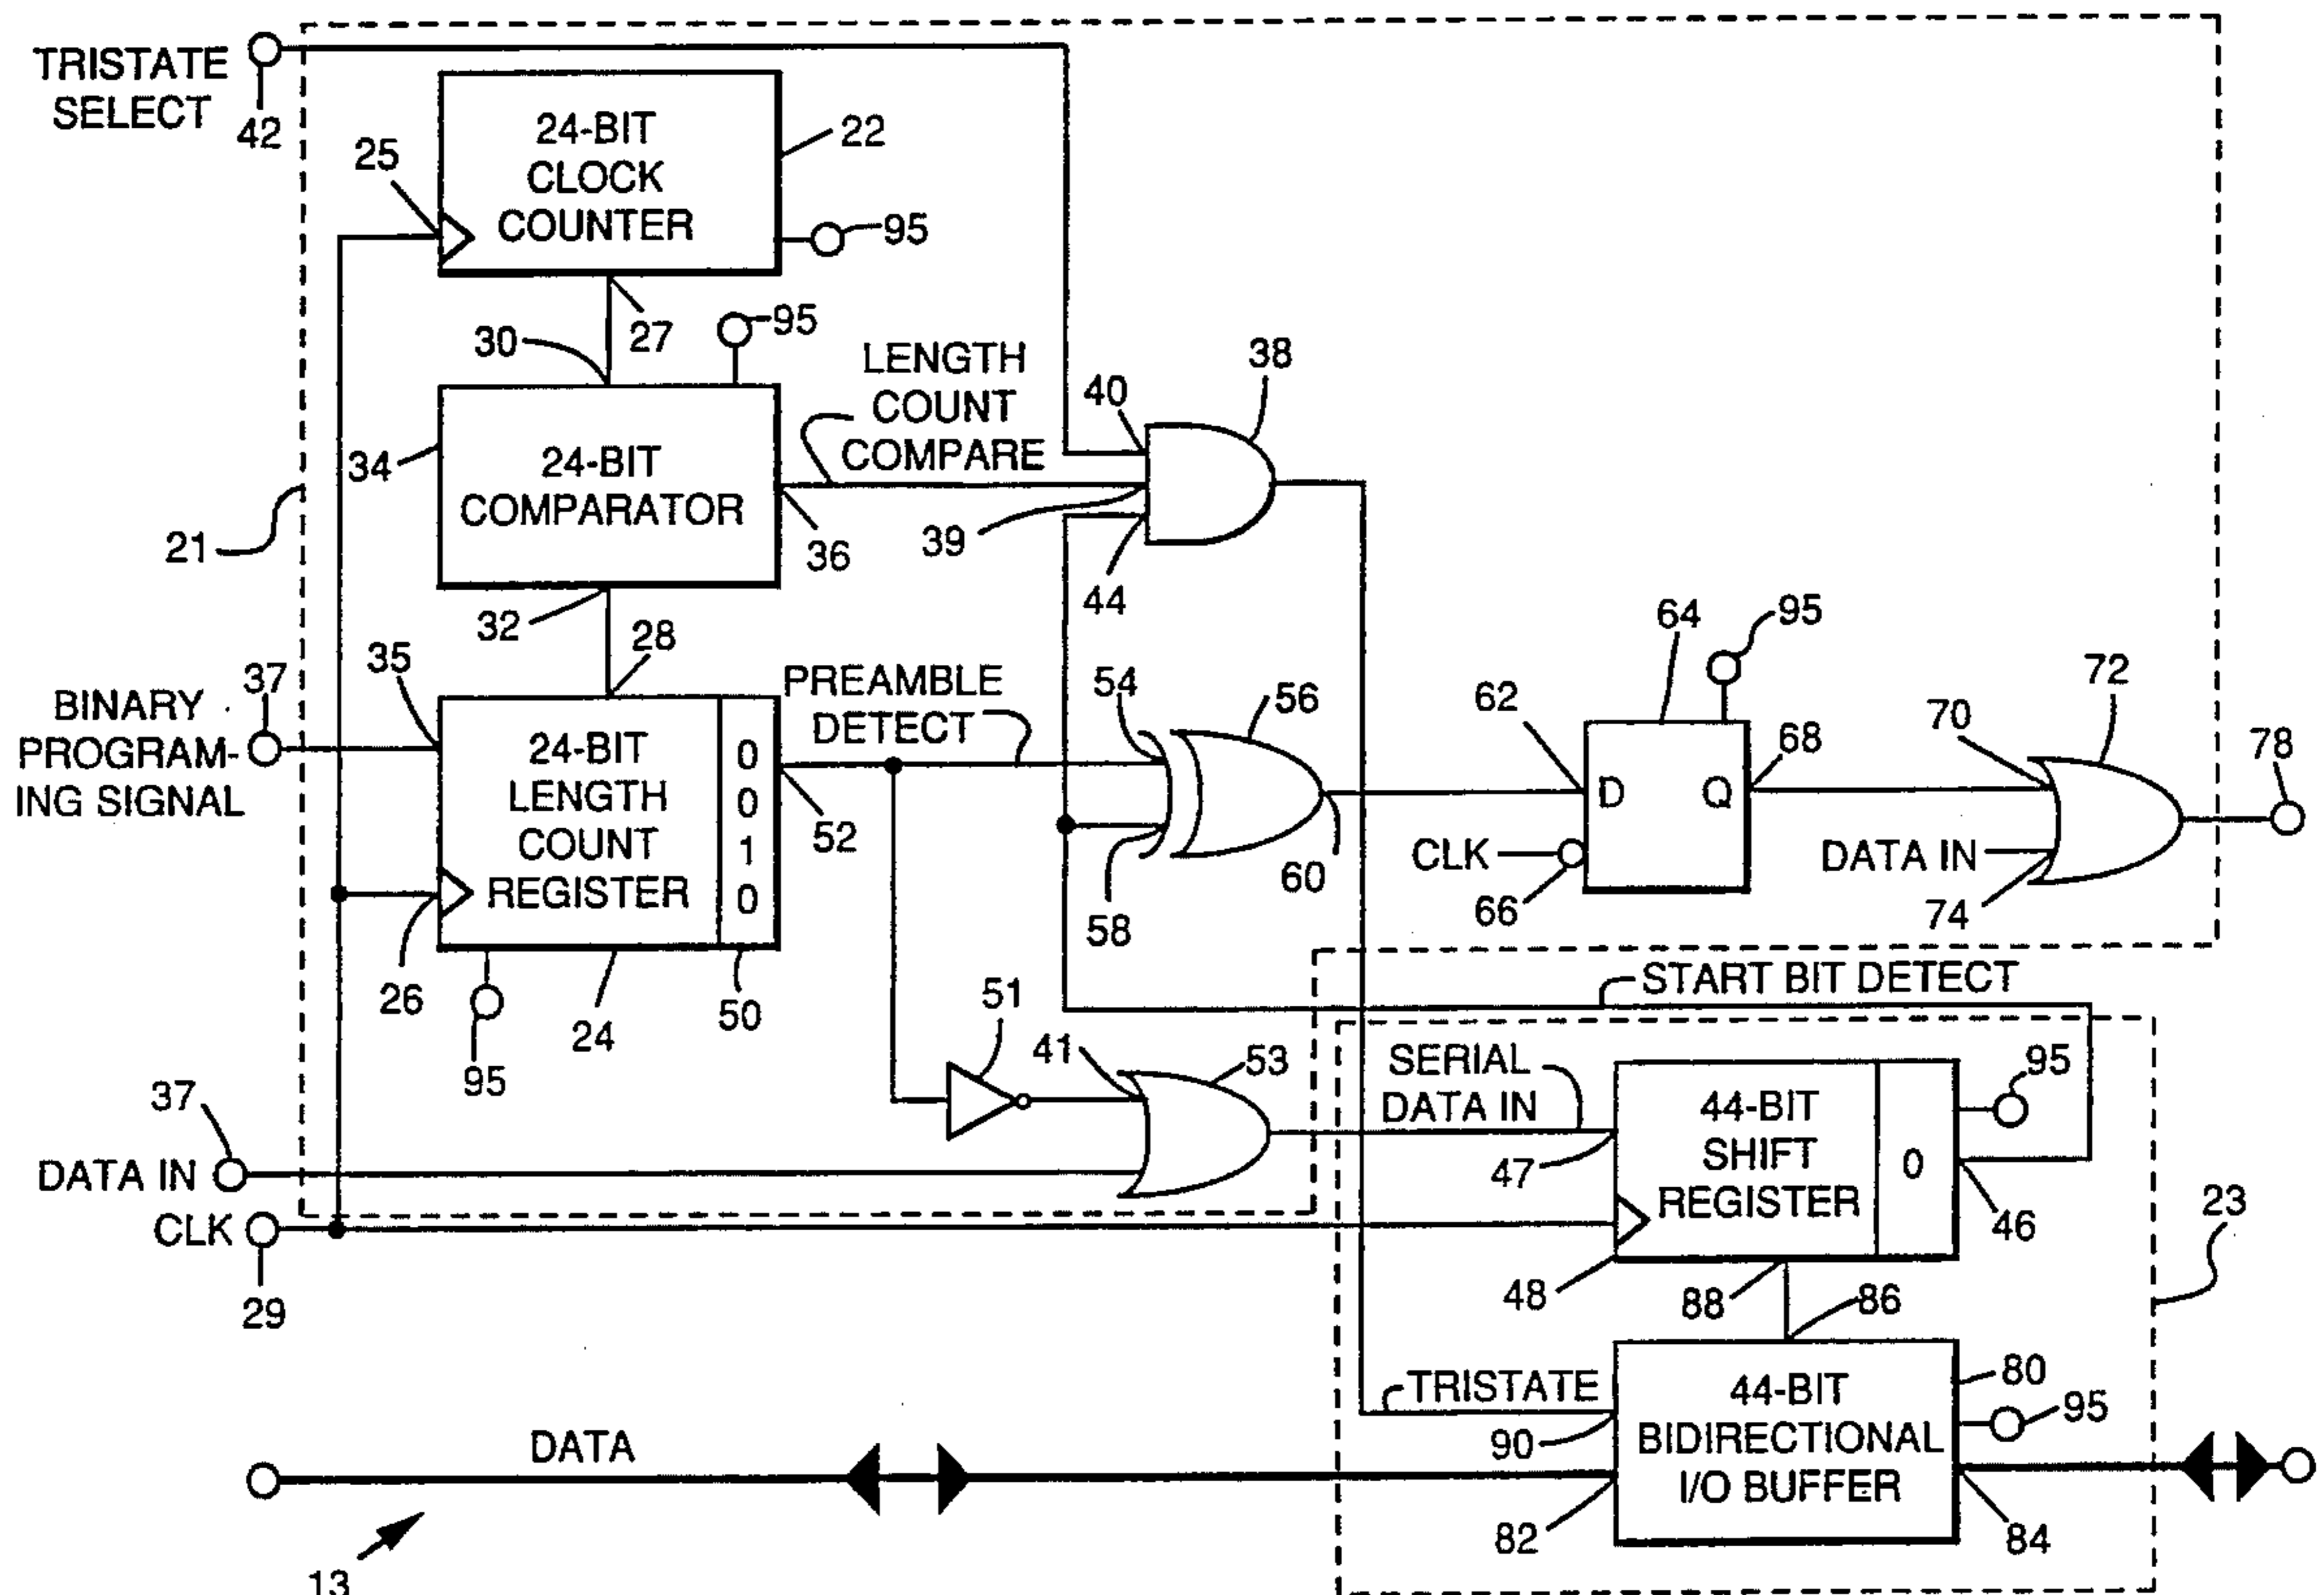 TRISTATE
SELECT
42
24-BIT
CLOCK
COUNTER
22
25
95
27
30
95
LENGTH
COUNT
COMPARE
34
24-BIT
COMPARATOR
36
40
38
39
44
21
32
28
35
37
BINARY
PROGRAM-
ING SIGNAL
24-BIT
LENGTH
COUNT
REGISTER
0
0
1
0
PREAMBLE
DETECT
52
54
56
58
60
62
64
95
D
Q
68
CLK
66
70
72
DATA IN
74
78
26
95
24
50
51
START BIT DETECT
41
53
SERIAL
DATA IN
44-BIT
SHIFT
REGISTER
0
95
37
DATA IN
47
46
23
CLK
29
48
88
86
TRISTATE
90
44-BIT
BIDIRECTIONAL
I/O BUFFER
80
95
DATA
82
84
13